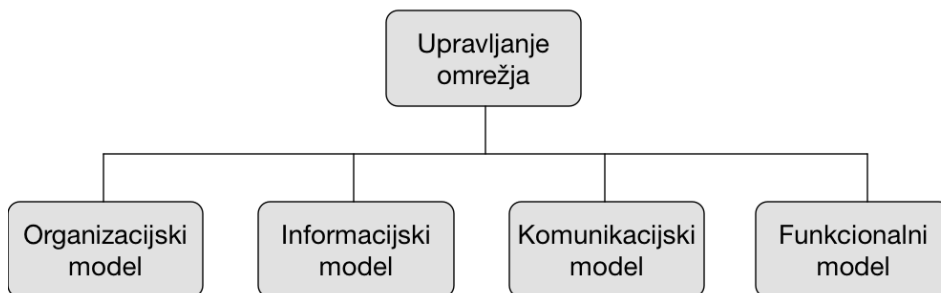 Upravljanje
omrežja
Organizacijski
model
Informacijski
model
Komunikacijski
model
Funkcionalni
model